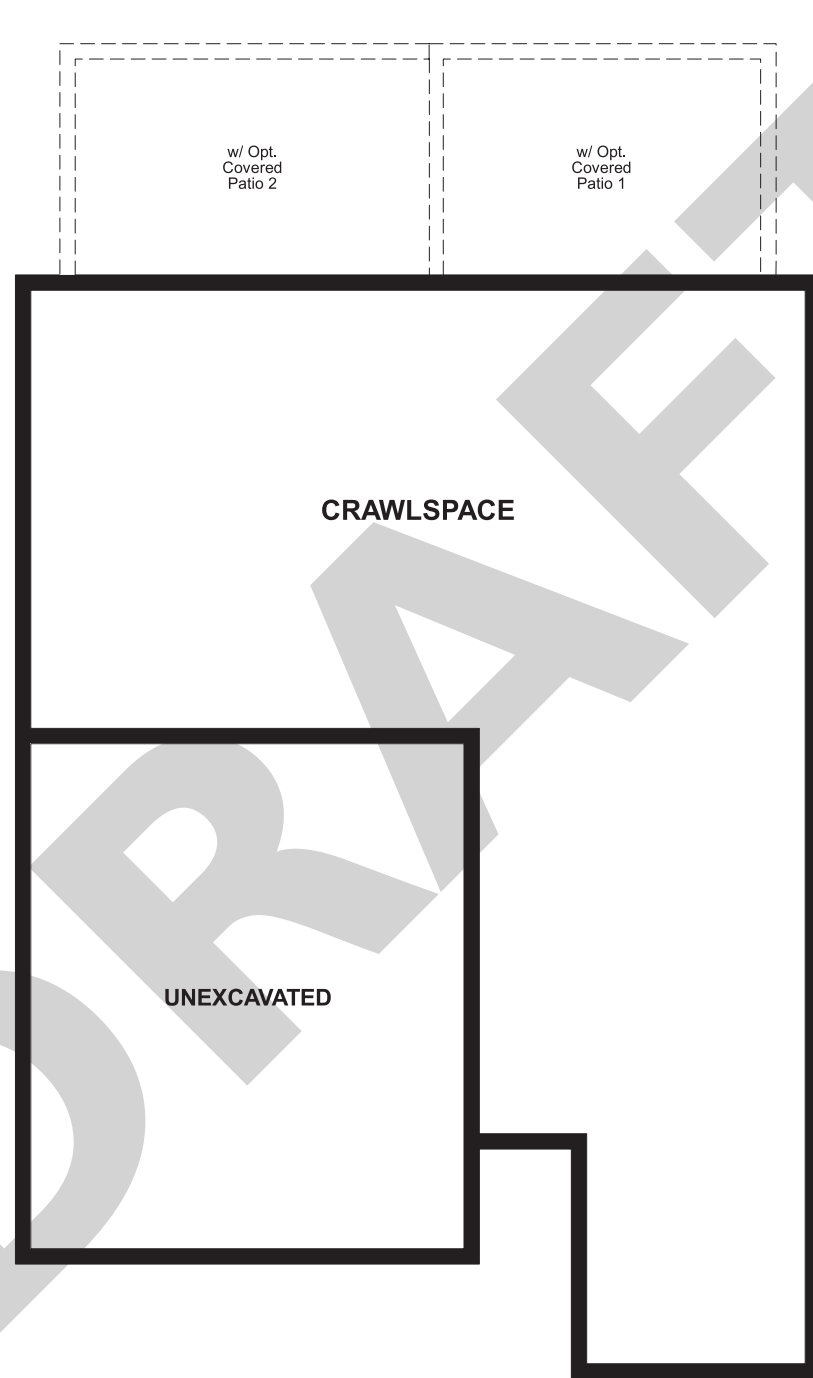 w/ Opt.
Covered
Patio 2
w/ Opt.
Covered
Patio 1
CRAWLSPACE
UNEXCAVATED
DRAFT